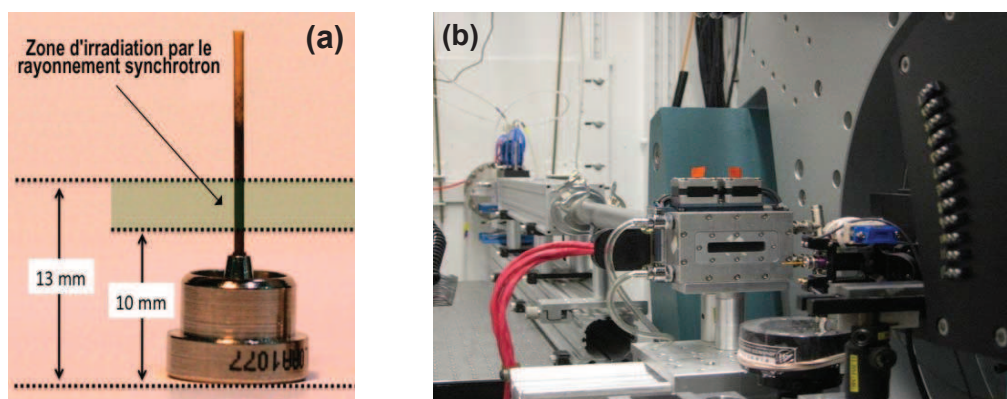 (a)
Zone d'irradiation par le
rayonnement synchrotron
13 mm
10 mm
(b)